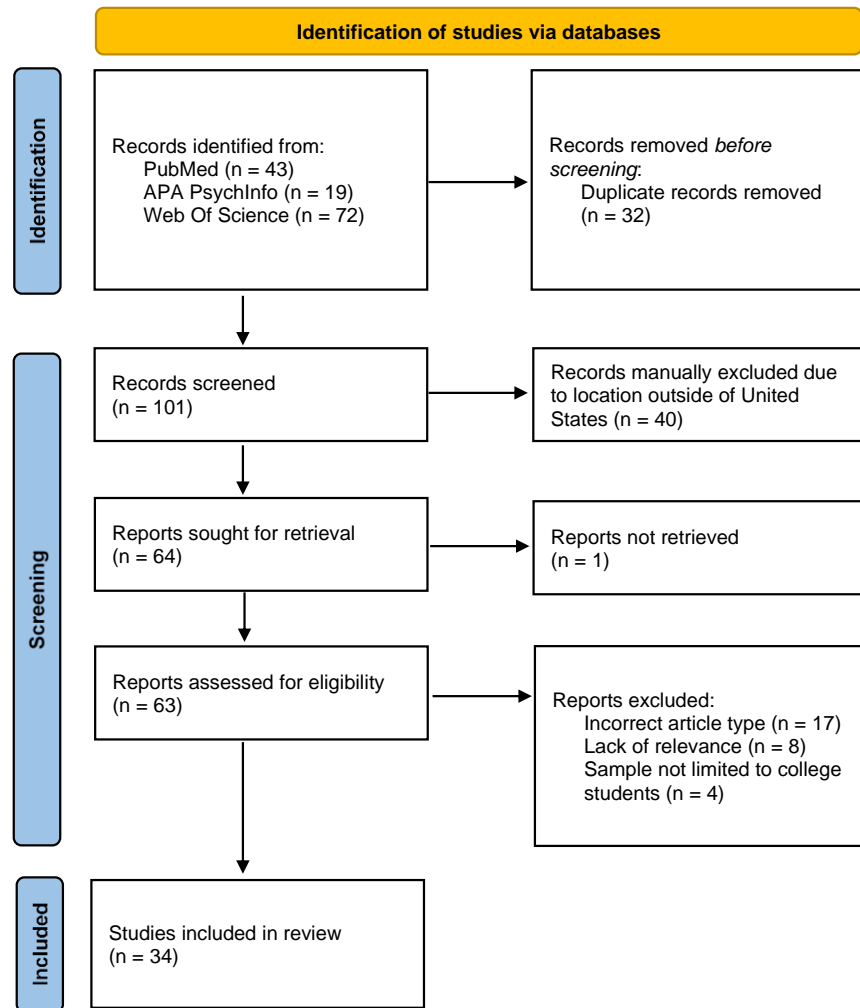 Identification of studies via databases
Identification
Records identified from:
PubMed (n = 43)
APA PsychInfo (n = 19)
Web Of Science (n = 72)
Records removed before
screening:
Duplicate records removed
(n = 32)
Screening
Records screened
(n = 101)
Records manually excluded due
to location outside of United
States (n = 40)
Reports sought for retrieval
(n = 64)
Reports not retrieved
(n = 1)
Reports assessed for eligibility
(n = 63)
Reports excluded:
Incorrect article type (n = 17)
Lack of relevance (n = 8)
Sample not limited to college
students (n = 4)
Included
Studies included in review
(n = 34)